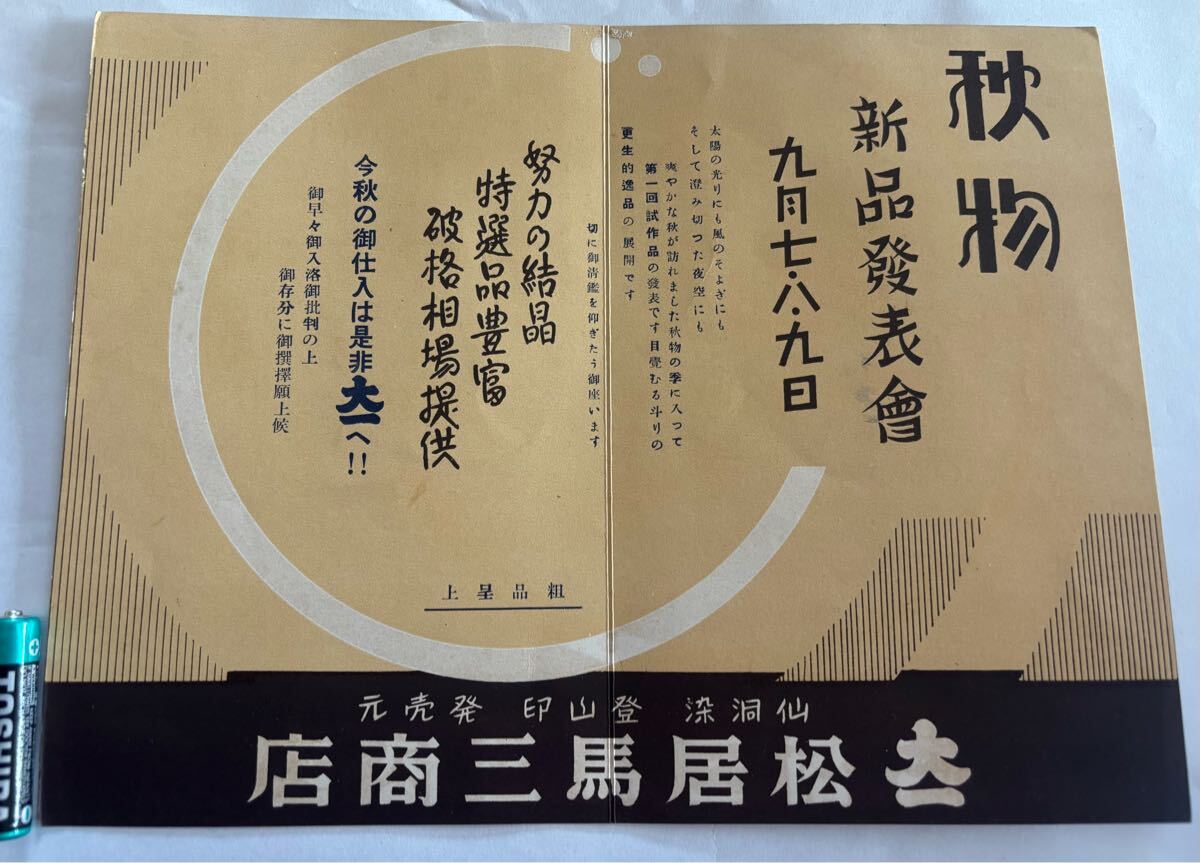 秋物
新品發表會
九月七・八・九日
太陽の光りにも風のそよぎにも
そして澄み切つた夜空にも
爽やかな秋が訪れました秋物の季に入つて
第一回試作品の發表です目覺むる斗りの
更生的逸品の展開です
切に御清鑑を仰ぎたう御座います
努力の結晶
特選品豊富
破格相場提供
今秋の御仕入は是非大一へ!!
御早々御入洛御批判の上
御存分に御撰擇願上候
粗品呈上
仙洞染 登山印 発売元
大一 松居馬三商店
TOSHIBA